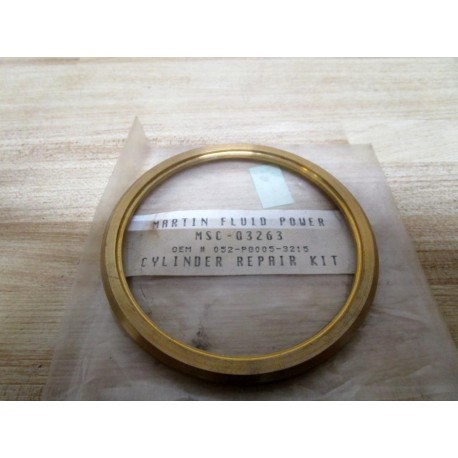 MARTIN FLUID POWER
MSC-03263
OEM # 052-P0005-3215
CYLINDER REPAIR KIT